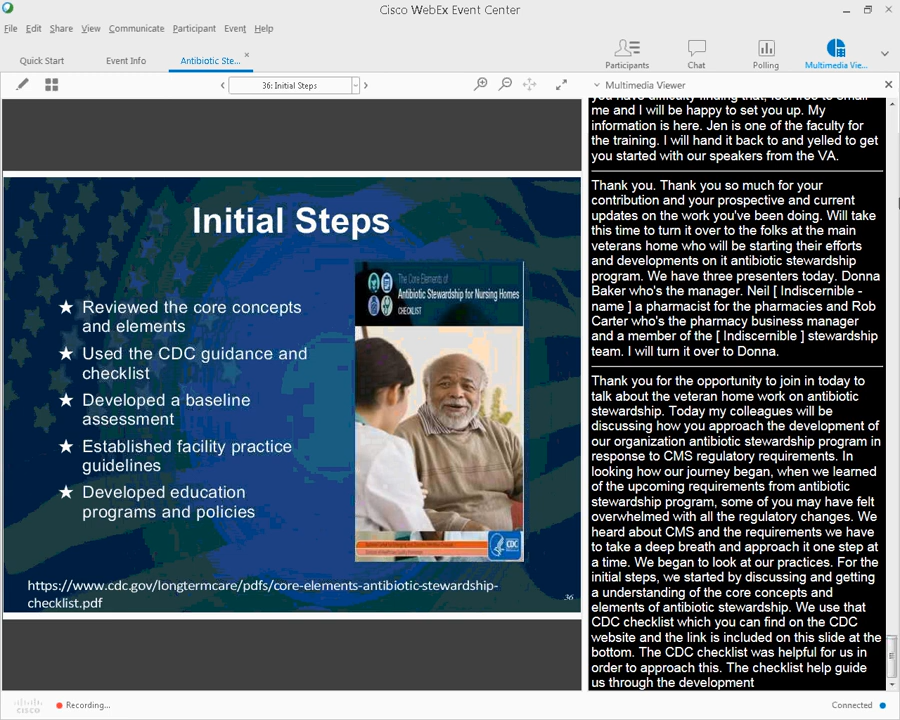 Cisco WebEx Event Center
File Edit Share View Communicate Participant Event Help
Quick Start
Event Info
Antibiotic Ste...
Participants
Chat
Polling
Multimedia Vie...
36: Initial Steps
Multimedia Viewer
Initial Steps
Reviewed the core concepts
and elements
Used the CDC guidance and
checklist
Developed a baseline
assessment
Established facility practice
guidelines
Developed education
programs and policies
The Core Elements of
Antibiotic Stewardship for Nursing Homes
CHECKLIST
CDC
https://www.cdc.gov/longtermcare/pdfs/core-elements-antibiotic-stewardship-
checklist.pdf
36
you have difficulty finding that, feel free to email
me and I will be happy to set you up. My
information is here. Jen is one of the faculty for
the training. I will hand it back to and yelled to get
you started with our speakers from the VA.
Thank you. Thank you so much for your
contribution and your prospective and current
updates on the work you've been doing. Will take
this time to turn it over to the folks at the main
veterans home who will be starting their efforts
and developments on it antibiotic stewardship
program. We have three presenters today. Donna
Baker who's the manager. Neil [ Indiscernible -
name ] a pharmacist for the pharmacies and Rob
Carter who's the pharmacy business manager
and a member of the [ Indiscernible ] stewardship
team. I will turn it over to Donna.
Thank you for the opportunity to join in today to
talk about the veteran home work on antibiotic
stewardship. Today my colleagues will be
discussing how you approach the development of
our organization antibiotic stewardship program in
response to CMS regulatory requirements. In
looking how our journey began, when we learned
of the upcoming requirements from antibiotic
stewardship program, some of you may have felt
overwhelmed with all the regulatory changes. We
heard about CMS and the requirements we have
to take a deep breath and approach it one step at
a time. We began to look at our practices. For the
initial steps, we started by discussing and getting
a understanding of the core concepts and
elements of antibiotic stewardship. We use that
CDC checklist which you can find on the CDC
website and the link is included on this slide at the
bottom. The CDC checklist was helpful for us in
order to approach this. The checklist help guide
us through the development
cisco
Recording...
Connected